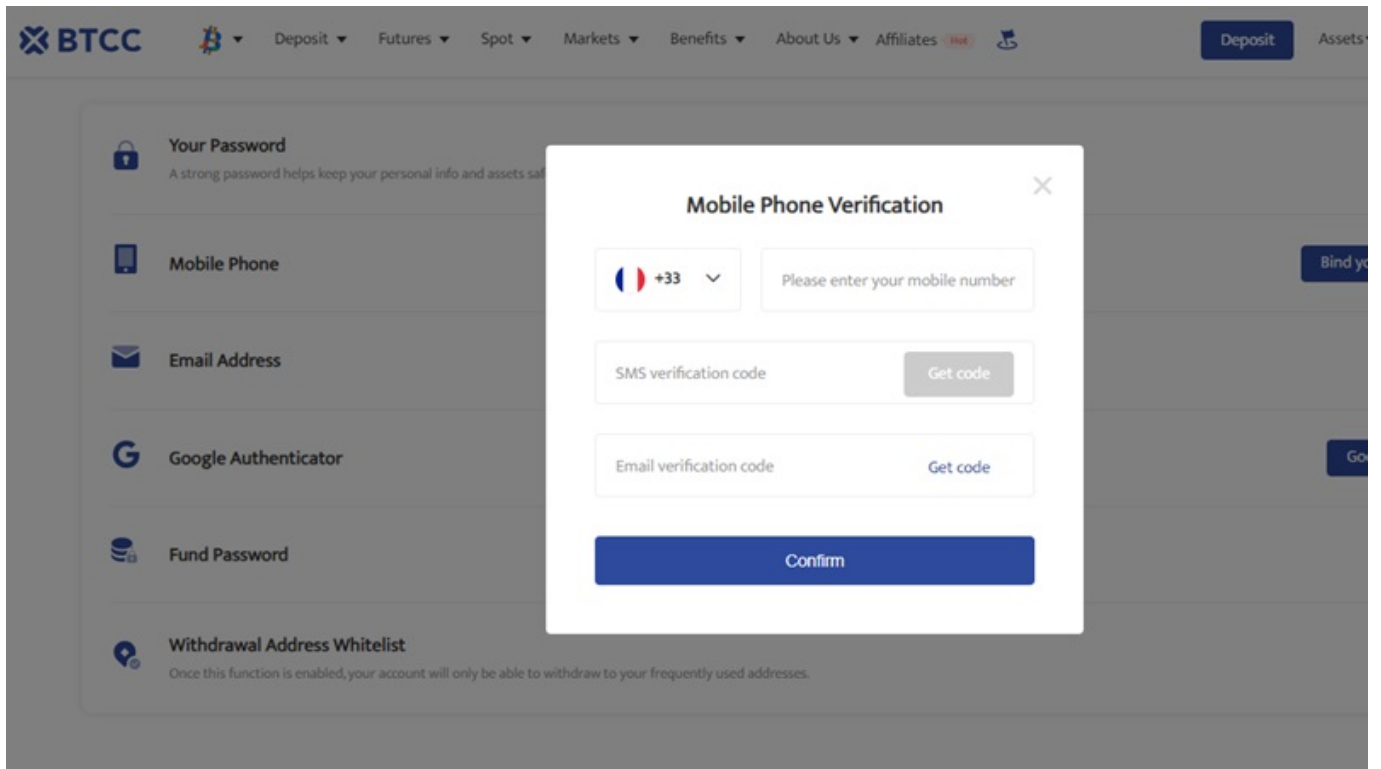 BTCC
Deposit
Futures
Spot
Markets
Benefits
About Us
Affiliates
Hot
Deposit
Assets
Your Password
A strong password helps keep your personal info and assets
Mobile Phone Verification
Mobile Phone
Bind
+33
Please enter your mobile number
Email Address
SMS verification code
Get code
Google Authenticator
Email verification code
Get code
Fund Password
Confirm
Withdrawal Address Whitelist
Once this function is enabled, your account will only be able to withdraw to your frequently used addresses.